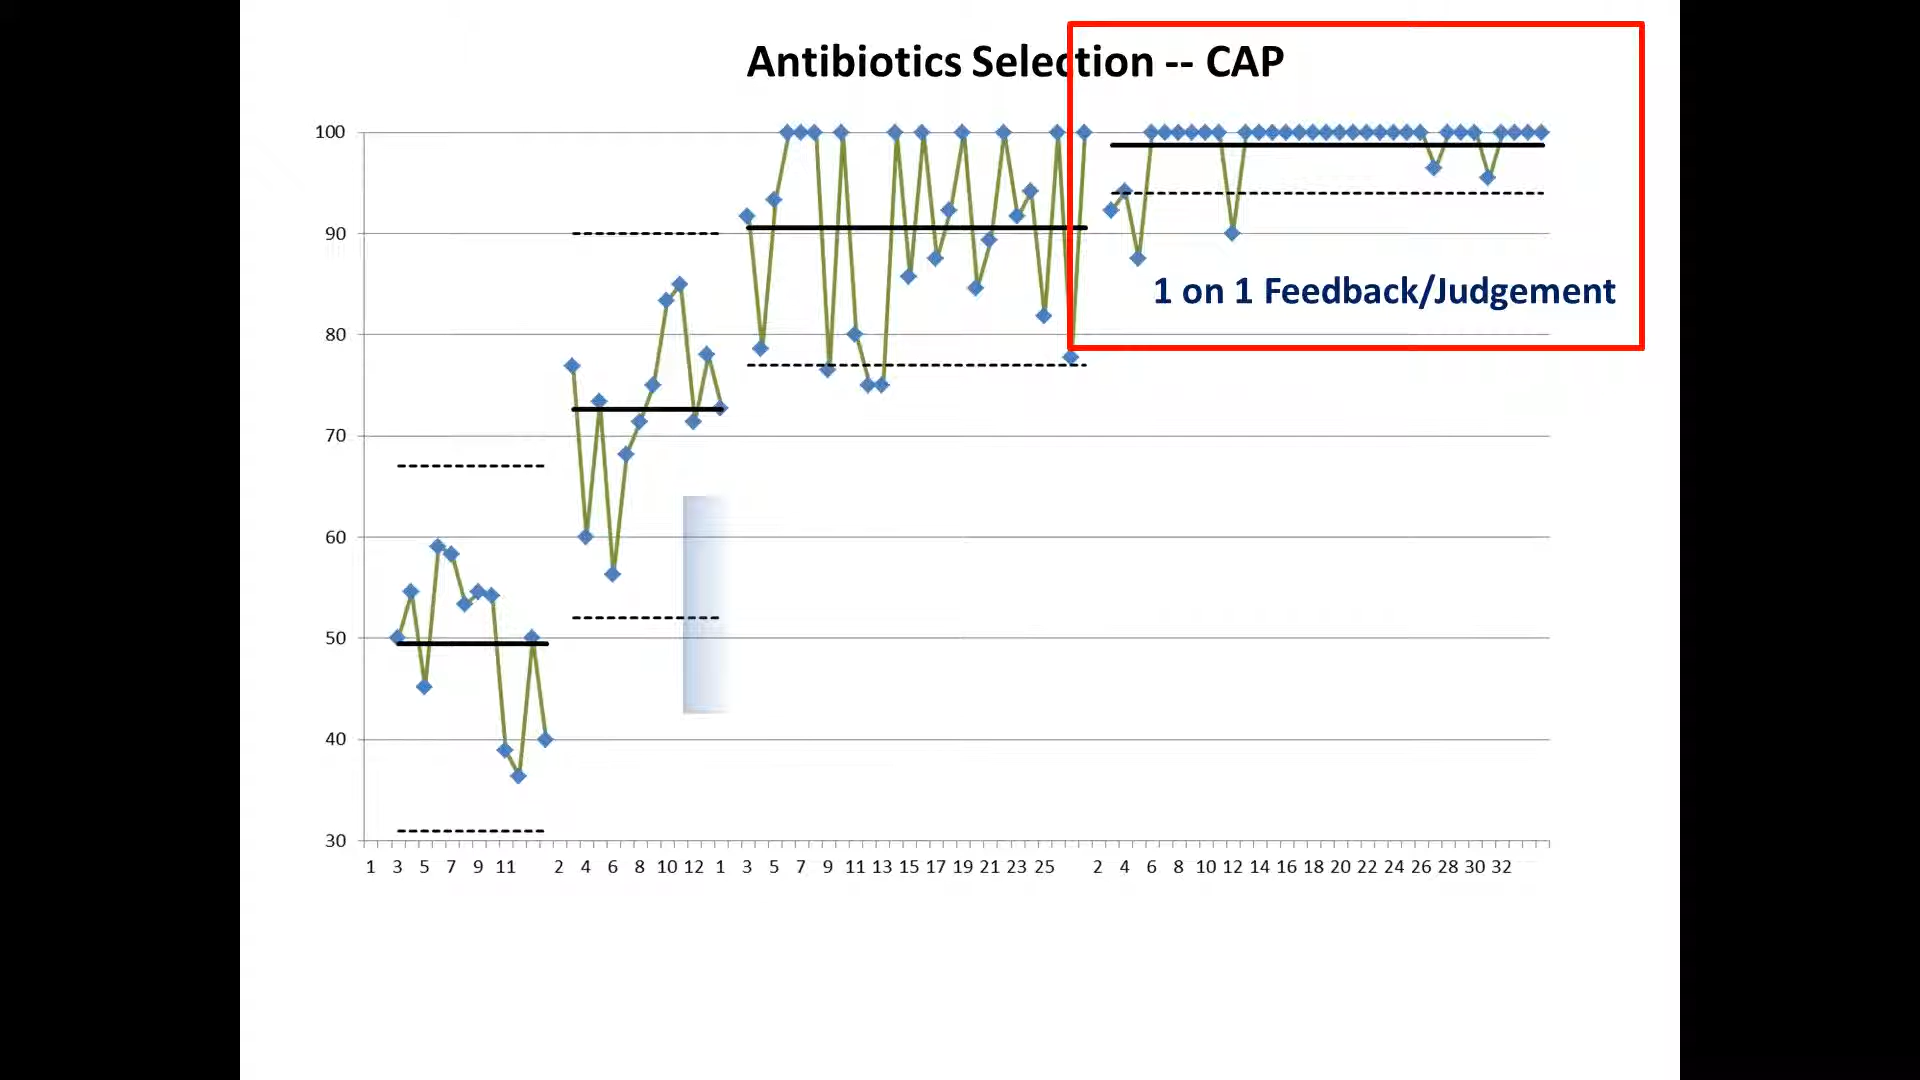 Antibiotics Selection -- CAP
100
90
80
70
60
50
40
30
1 on 1 Feedback/Judgement
1 3 5 7 9 11 2 4 6 8 10 12 1 3 5 7 9 11 13 15 17 19 21 23 25 2 4 6 8 10 12 14 16 18 20 22 24 26 28 30 32